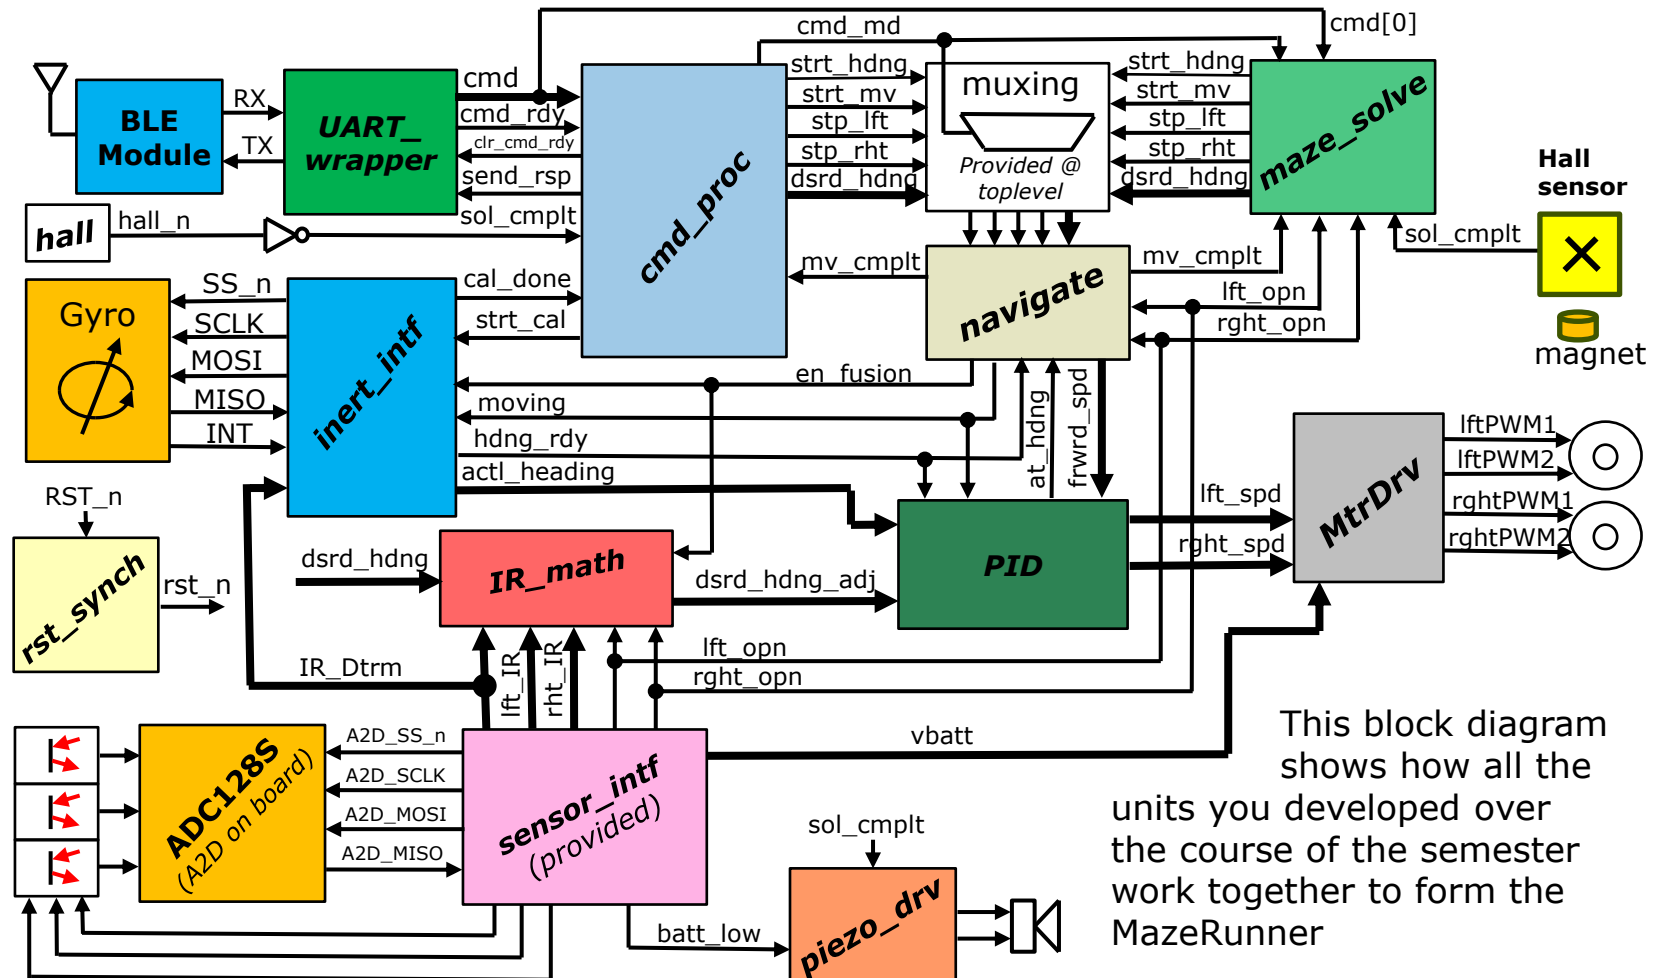 cmd_md
cmd[0]
BLE
Module
RX
TX
UART_
wrapper
cmd
cmd_rdy
clr_cmd_rdy
send_rsp
sol_cmplt
hall
hall_n
cmd_proc
strt_hdng
strt_mv
stp_lft
stp_rht
dsrd_hdng
muxing
Provided @
toplevel
strt_hdng
strt_mv
stp_lft
stp_rht
dsrd_hdng
maze_solve
Hall
sensor
sol_cmplt
magnet
Gyro
SS_n
SCLK
MOSI
MISO
INT
inert_intf
cal_done
strt_cal
mv_cmplt
navigate
mv_cmplt
lft_opn
rght_opn
en_fusion
moving
hdng_rdy
actl_heading
at_hdng
frwrd_spd
RST_n
rst_synch
rst_n
dsrd_hdng
IR_math
dsrd_hdng_adj
PID
lft_spd
rght_spd
MtrDrv
lftPWM1
lftPWM2
rghtPWM1
rghtPWM2
IR_Dtrm
lft_IR
rht_IR
lft_opn
rght_opn
ADC128S
(A2D on board)
A2D_SS_n
A2D_SCLK
A2D_MOSI
A2D_MISO
sensor_intf
(provided)
vbatt
batt_low
sol_cmplt
piezo_drv
This block diagram
shows how all the
units you developed over
the course of the semester
work together to form the
MazeRunner